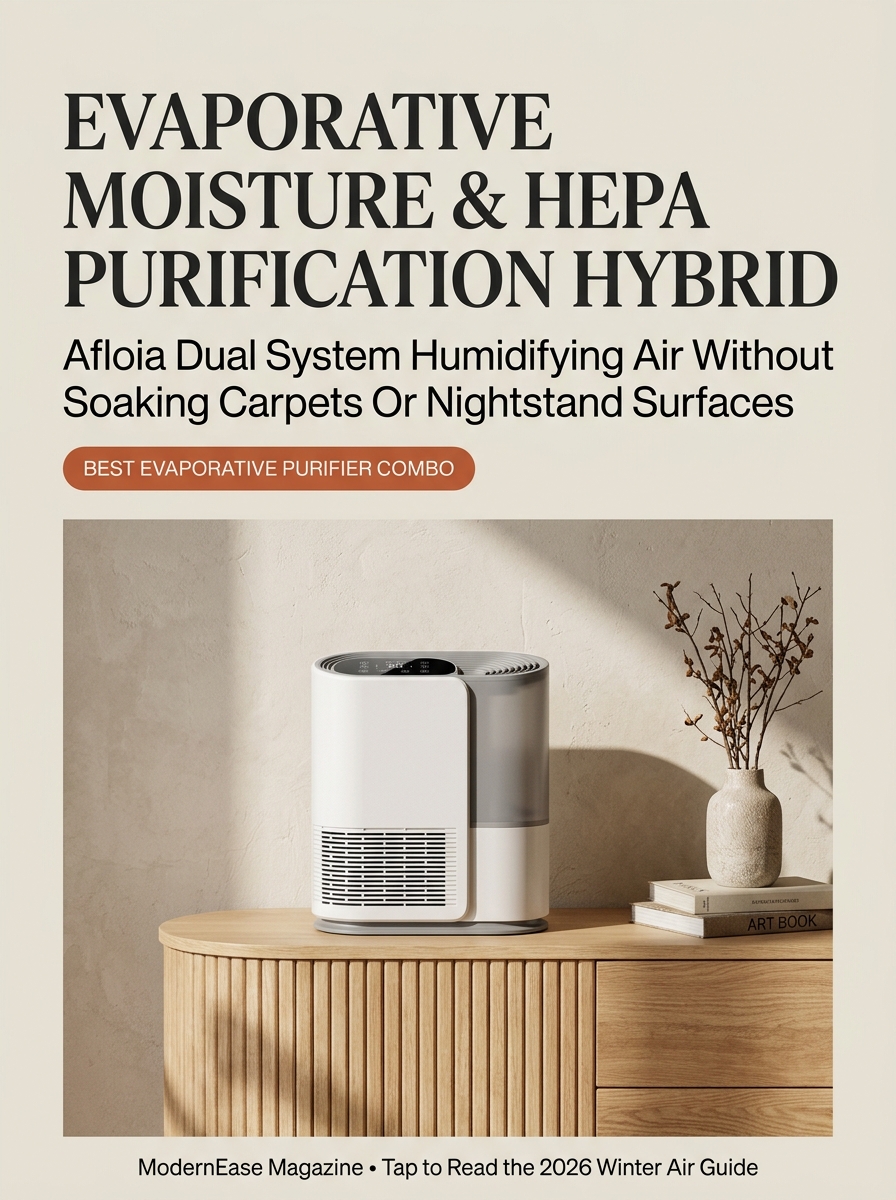 EVAPORATIVE
MOISTURE & HEPA
PURIFICATION HYBRID
Afloia Dual System Humidifying Air Without
Soaking Carpets Or Nightstand Surfaces
BEST EVAPORATIVE PURIFIER COMBO
ART BOOK
ModernEase Magazine • Tap to Read the 2026 Winter Air Guide